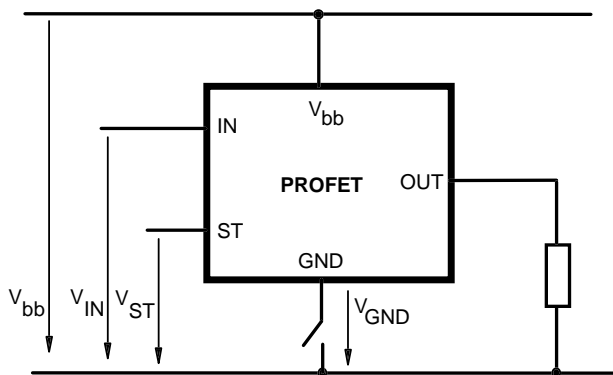 V_bb
IN
PROFET
OUT
ST
GND
V_bb
V_IN
V_ST
V_GND